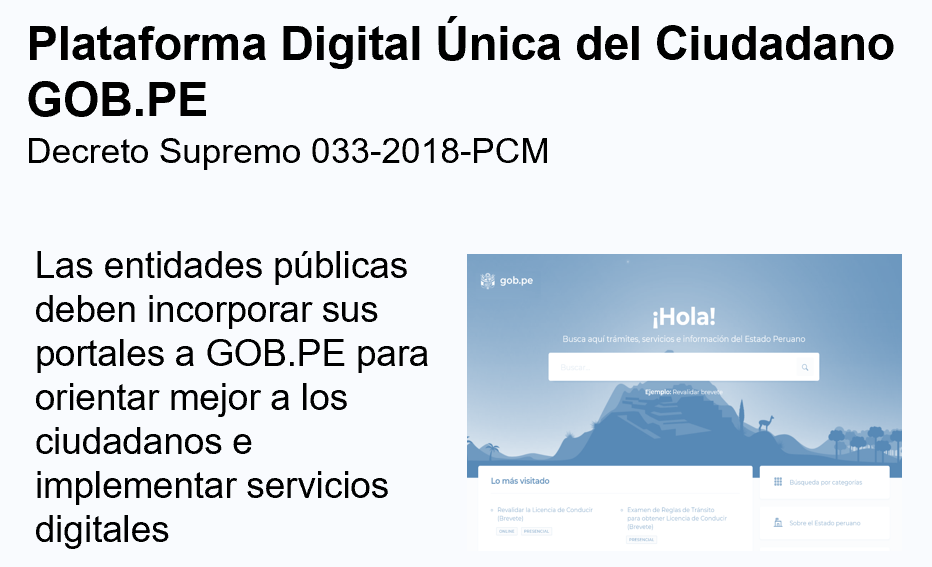 Plataforma Digital Única del Ciudadano
GOB.PE
Decreto Supremo 033-2018-PCM
Las entidades públicas
deben incorporar sus
portales a GOB.PE para
orientar mejor a los
ciudadanos e
implementar servicios
digitales
gob.pe
¡Hola!
Busca aquí trámites, servicios e información del Estado Peruano
Buscar...
Ejemplo: Revalidar brevete
Lo más visitado
Revalidar la Licencia de Conducir
(Brevete)
ONLINE PRESENCIAL
Examen de Reglas de Tránsito
para obtener Licencia de Conducir
(Brevete)
PRESENCIAL
Búsqueda por categorías
Sobre el Estado peruano